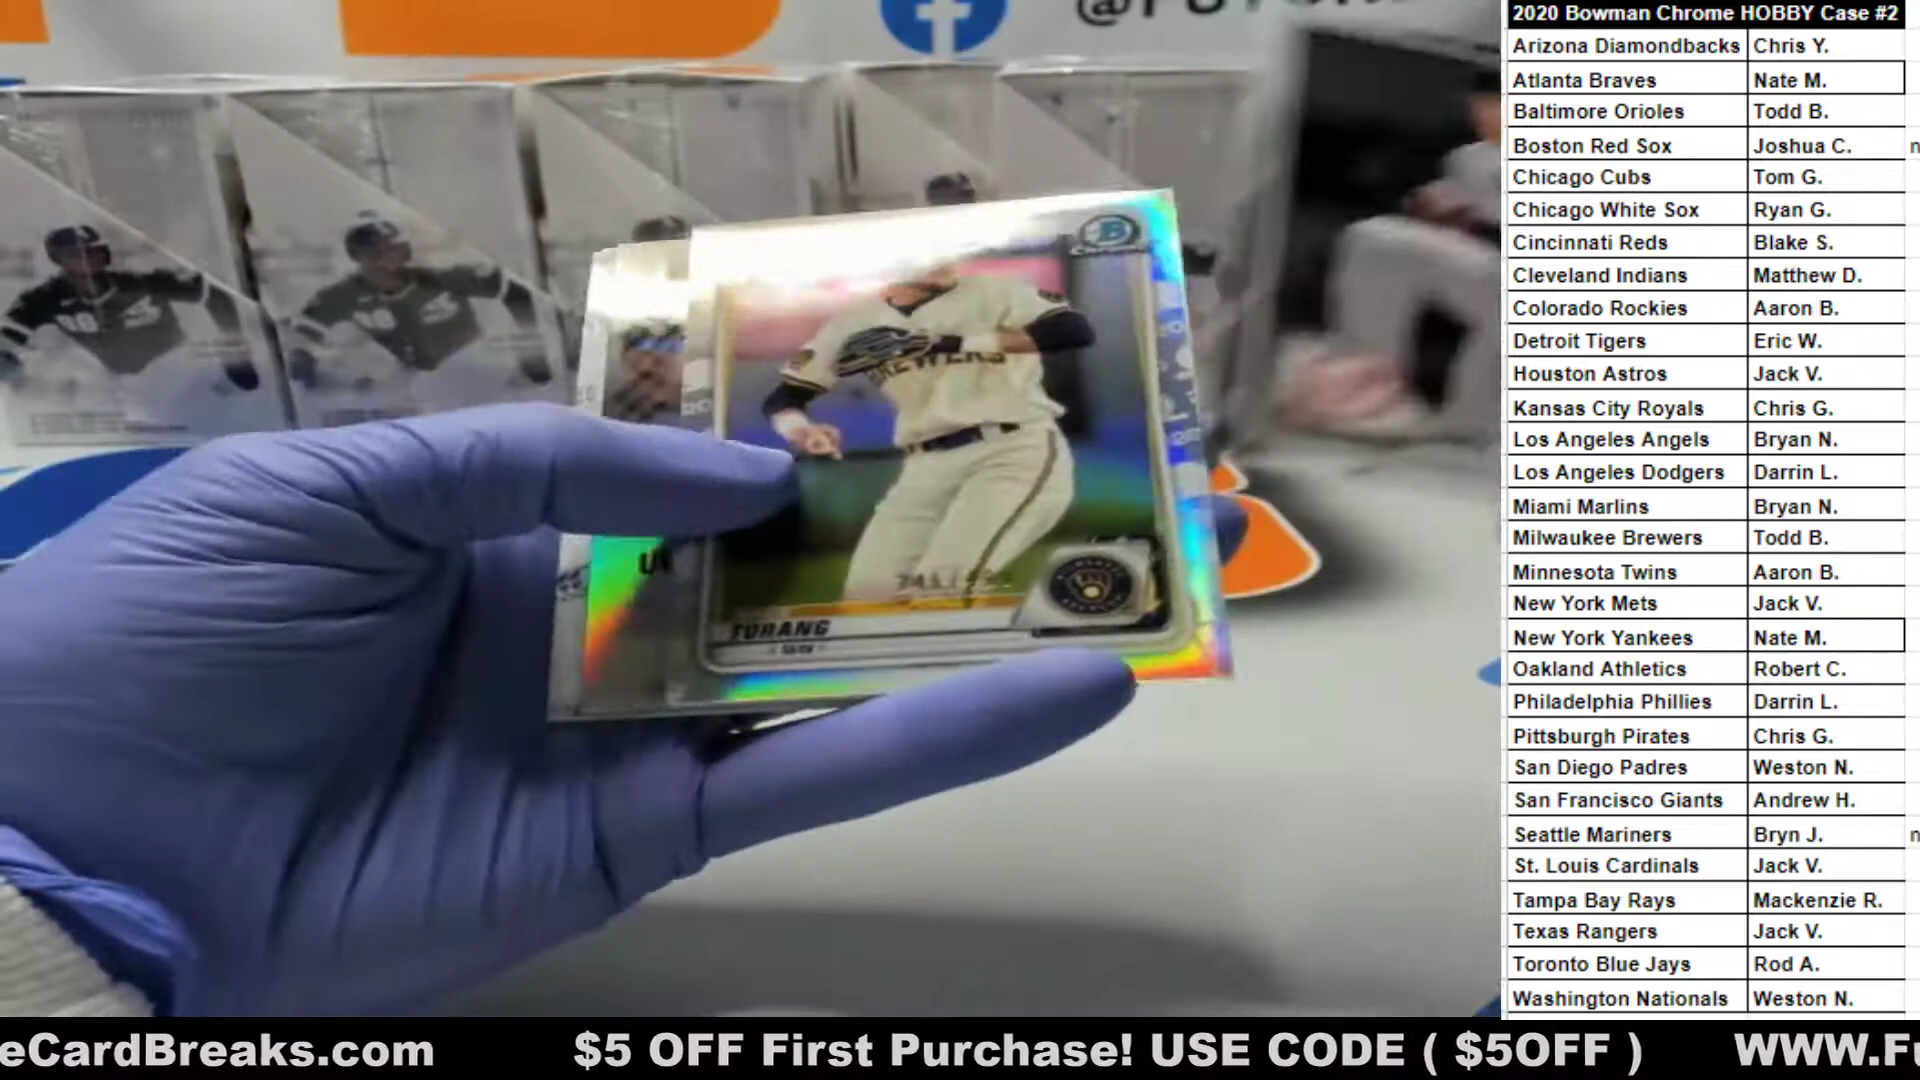 @FUTURE
2020 Bowman Chrome HOBBY Case #2
Arizona Diamondbacks Chris Y.
Atlanta Braves Nate M.
Baltimore Orioles Todd B.
Boston Red Sox Joshua C.
Chicago Cubs Tom G.
Chicago White Sox Ryan G.
Cincinnati Reds Blake S.
Cleveland Indians Matthew D.
Colorado Rockies Aaron B.
Detroit Tigers Eric W.
Houston Astros Jack V.
Kansas City Royals Chris G.
Los Angeles Angels Bryan N.
Los Angeles Dodgers Darrin L.
Miami Marlins Bryan N.
Milwaukee Brewers Todd B.
Minnesota Twins Aaron B.
New York Mets Jack V.
New York Yankees Nate M.
Oakland Athletics Robert C.
Philadelphia Phillies Darrin L.
Pittsburgh Pirates Chris G.
San Diego Padres Weston N.
San Francisco Giants Andrew H.
Seattle Mariners Bryn J.
St. Louis Cardinals Jack V.
Tampa Bay Rays Mackenzie R.
Texas Rangers Jack V.
Toronto Blue Jays Rod A.
Washington Nationals Weston N.
B
Chrome
BREWERS
TURANG
eCardBreaks.com $5 OFF First Purchase! USE CODE ( $5OFF ) WWW.Fu